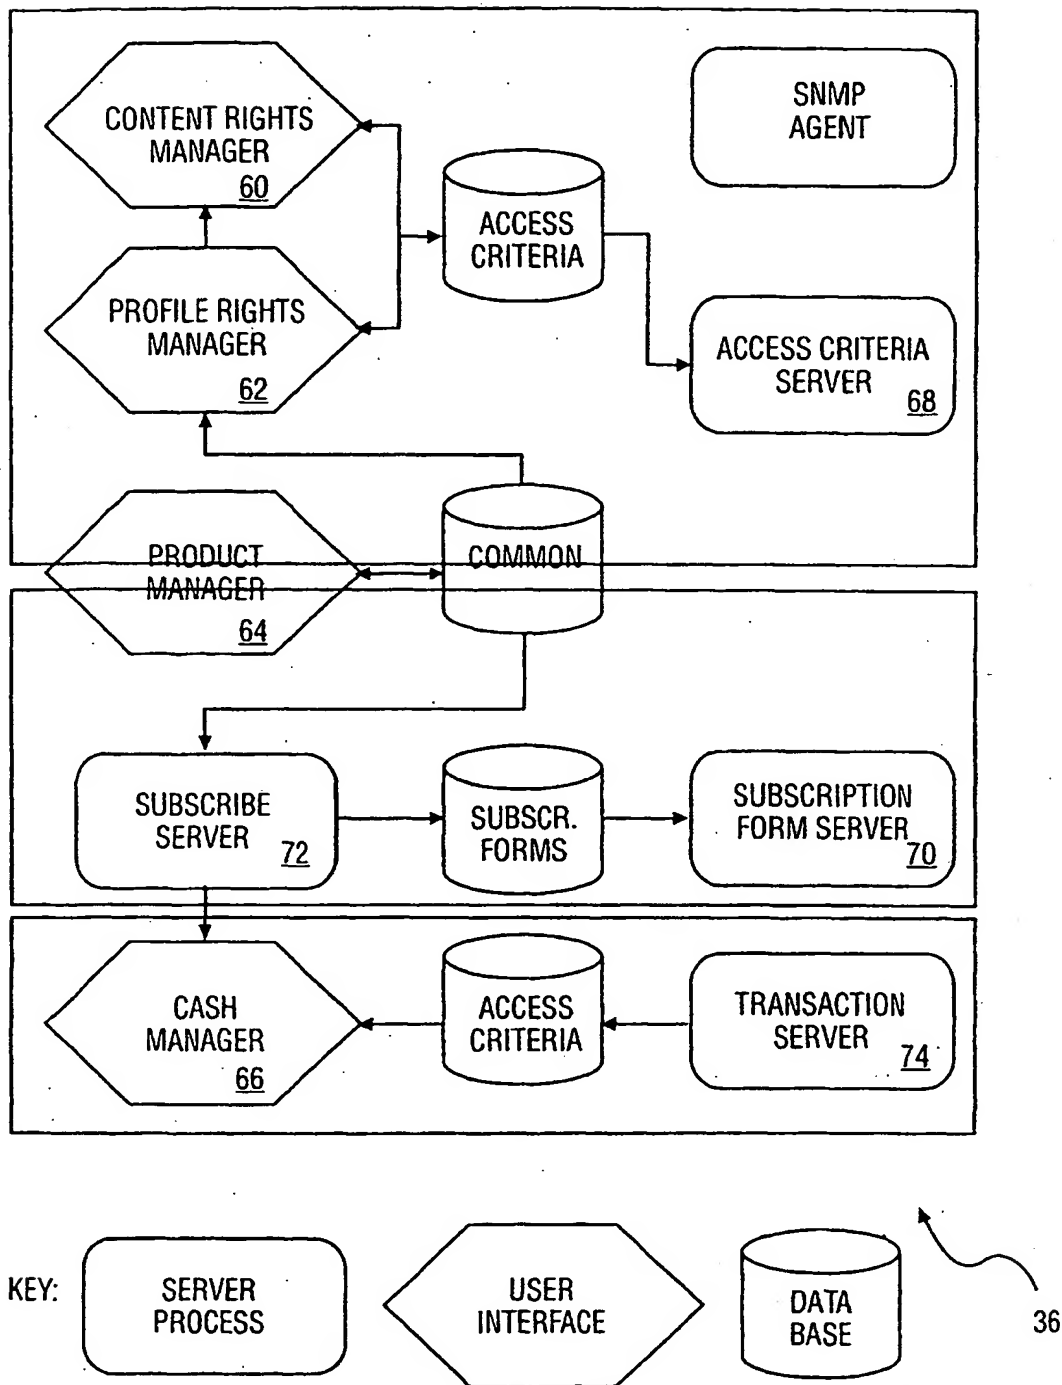 CONTENT RIGHTS
MANAGER
60
SNMP
AGENT
ACCESS
CRITERIA
PROFILE RIGHTS
MANAGER
62
ACCESS CRITERIA
SERVER
68
PRODUCT
MANAGER
64
COMMON
SUBSCRIBE
SERVER
72
SUBSCR.
FORMS
SUBSCRIPTION
FORM SERVER
70
CASH
MANAGER
66
ACCESS
CRITERIA
TRANSACTION
SERVER
74
KEY:
SERVER
PROCESS
USER
INTERFACE
DATA
BASE
36